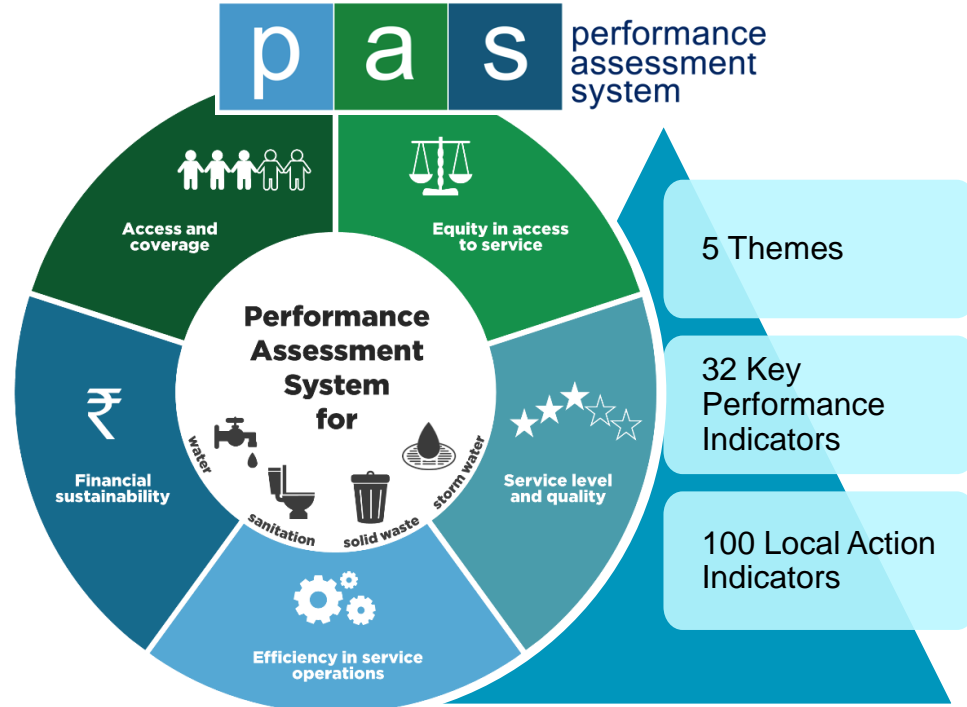 p a s
performance
assessment
system
Access and
coverage
Equity in access
to service
Performance
Assessment
System
for
water
sanitation
solid waste
storm water
₹
Financial
sustainability
Service level
and quality
Efficiency in service
operations
5 Themes
32 Key
Performance
Indicators
100 Local Action
Indicators